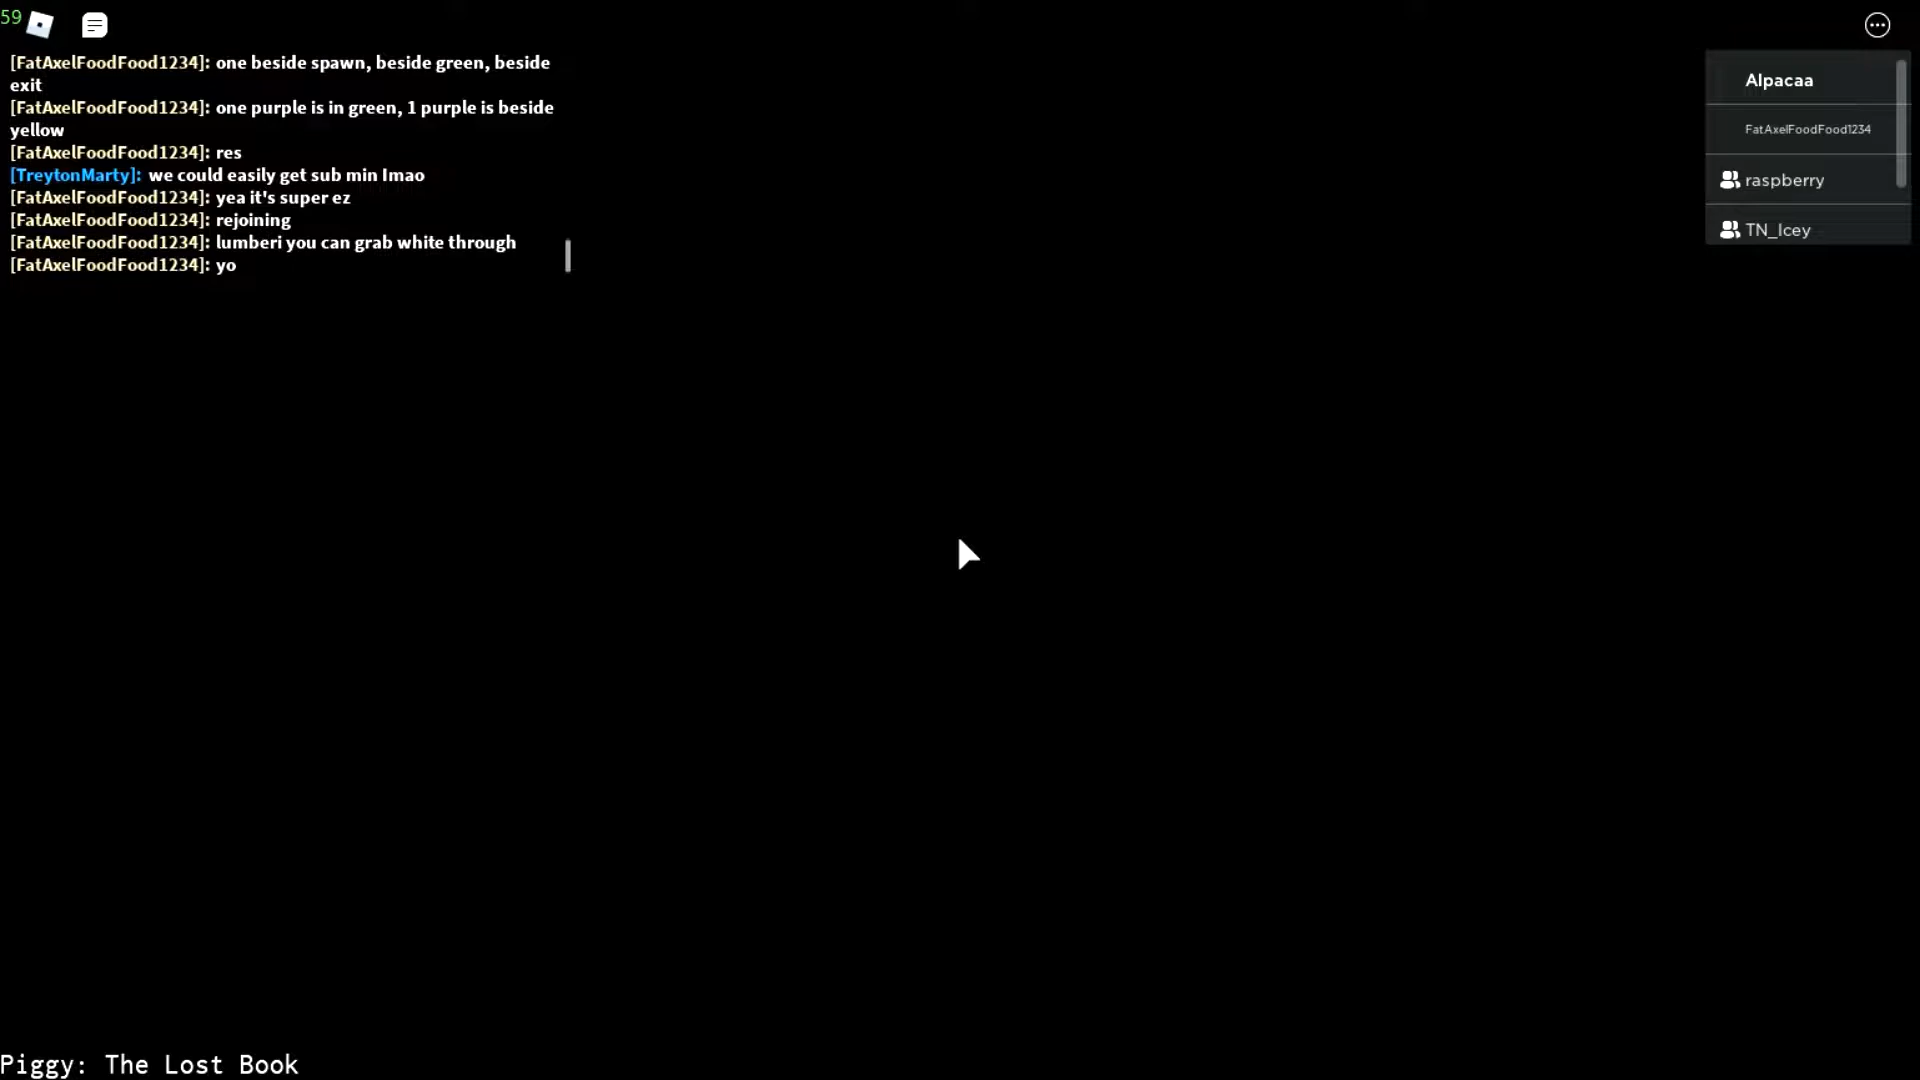 59
[FatAxelFoodFood1234]: one beside spawn, beside green, beside
exit
[FatAxelFoodFood1234]: one purple is in green, 1 purple is beside
yellow
[FatAxelFoodFood1234]: res
[TreytonMarty]: we could easily get sub min lmao
[FatAxelFoodFood1234]: yea it's super ez
[FatAxelFoodFood1234]: rejoining
[FatAxelFoodFood1234]: lumberi you can grab white through
[FatAxelFoodFood1234]: yo
Alpacaa
FatAxelFoodFood1234
raspberry
TN_Icey
Piggy: The Lost Book